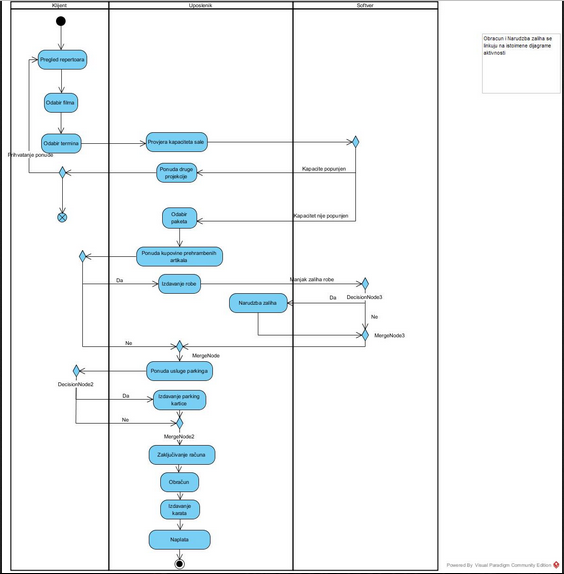 Klijent
Uposlenik
Softver
Pregled repertoara
Odabir filma
Odabir termina
Provjera kapaciteta sale
Prihvatanje ponude
Ponuda druge
projekcije
Kapacite popunjen
Odabir
paketa
Kapacitet nije popunjen
Ponuda kupovine prehrambenih
artikala
Da
Izdavanje robe
Manjak zaliha robe
Narudzba zaliha
Da
DecisionNode3
Ne
MergeNode3
Ne
MergeNode
Ponuda usluge parkinga
DecisionNode2
Da
Izdavanje parking
kartice
Ne
MergeNode2
Zaključivanje računa
Obračun
Izdavanje
karata
Naplata
Obracun i Narudzba zaliha se
linkuju na istoimene dijagrame
aktivnosti
Powered By Visual Paradigm Community Edition